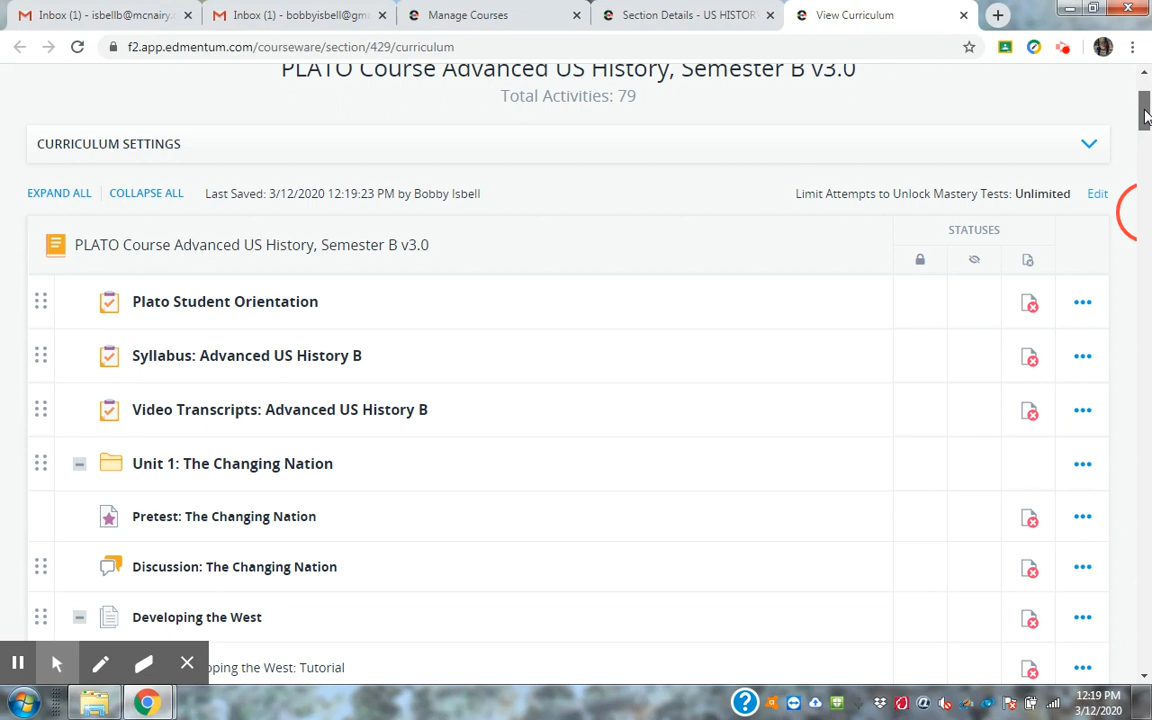 Inbox (1) - isbellb@mcnairy.
Inbox (1) - bobbyisbell@gm
Manage Courses
Section Details - US HISTOR
View Curriculum
f2.app.edmentum.com/courseware/section/429/curriculum
PLATO Course Advanced US History, Semester B v3.0
Total Activities: 79
CURRICULUM SETTINGS
EXPAND ALL
COLLAPSE ALL
Last Saved: 3/12/2020 12:19:23 PM by Bobby Isbell
Limit Attempts to Unlock Mastery Tests: Unlimited
Edit
PLATO Course Advanced US History, Semester B v3.0
STATUSES
Plato Student Orientation
Syllabus: Advanced US History B
Video Transcripts: Advanced US History B
Unit 1: The Changing Nation
Pretest: The Changing Nation
Discussion: The Changing Nation
Developing the West
pping the West: Tutorial
12:19 PM
3/12/2020